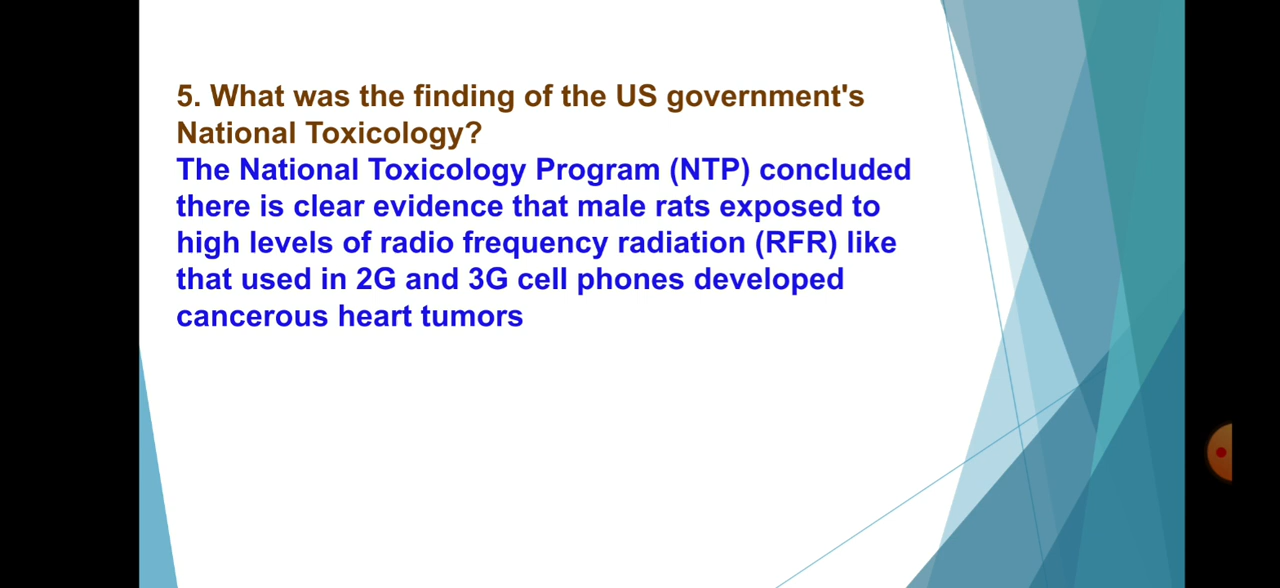 5. What was the finding of the US government's
National Toxicology?
The National Toxicology Program (NTP) concluded
there is clear evidence that male rats exposed to
high levels of radio frequency radiation (RFR) like
that used in 2G and 3G cell phones developed
cancerous heart tumors